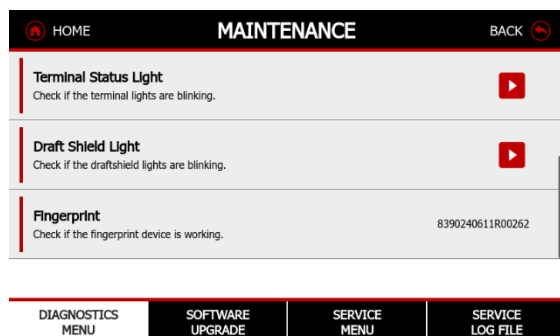 HOME MAINTENANCE BACK
Terminal Status Light
Check if the terminal lights are blinking.
Draft Shield Light
Check if the draftshield lights are blinking.
Fingerprint
Check if the fingerprint device is working.
8390240611R00262
DIAGNOSTICS MENU
SOFTWARE UPGRADE
SERVICE MENU
SERVICE LOG FILE